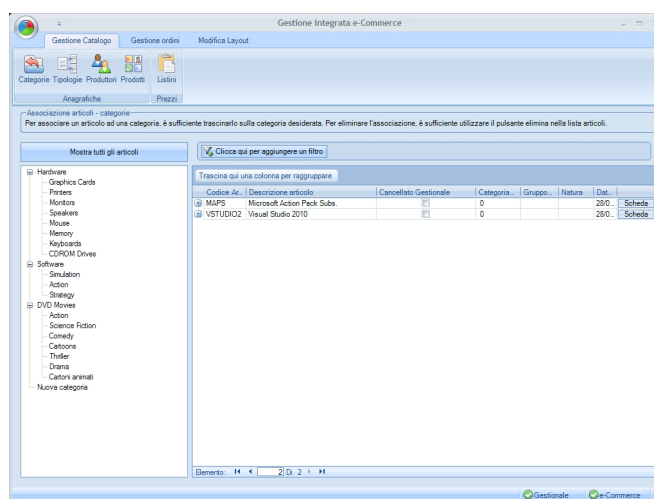 Gestione integrata e-Commerce
Gestione Catalogo Gestione ordini Modifica Layout
Categorie Tipologie Produttori Prodotti Listini
Anagrafiche Prezzi
Associazione articoli - categorie
Per associare un articolo ad una categoria, è sufficiente trascinarlo sulla categoria desiderata. Per eliminare l'associazione, è sufficiente utilizzare il pulsante elimina nella lista articoli.
Mostra tutti gli articoli
Clicca qui per aggiungere un filtro
Hardware
Graphics Cards
Printers
Monitors
Speakers
Mouse
Memory
Keyboards
CDROM Drives
Software
Simulation
Action
Strategy
DVD Movies
Action
Science Fiction
Comedy
Cartoons
Thriller
Drama
Cartoni animati
Nuova categoria
Trascina qui una colonna per raggruppare
Codice Ar... Descrizione articolo Cancellato Gestionale Categoria... Gruppo... Natura Dat...
MAPS Microsoft Action Pack Subs. 0 28/0... Scheda
VSTUDIO2 Visual Studio 2010 0 28/0... Scheda
Elemento: 2 Di 2
Gestionale e-Commerce